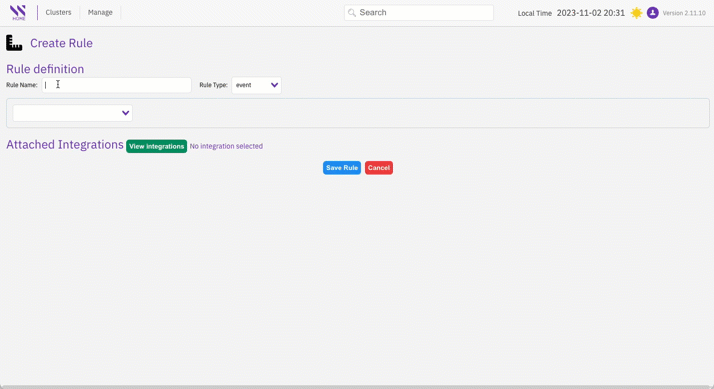 HOME Clusters Manage Search Local Time 2023-11-02 20:31 Version 2.11.10
Create Rule
Rule definition
Rule Name: Rule Type: event
Attached Integrations View integrations No integration selected
Save Rule Cancel